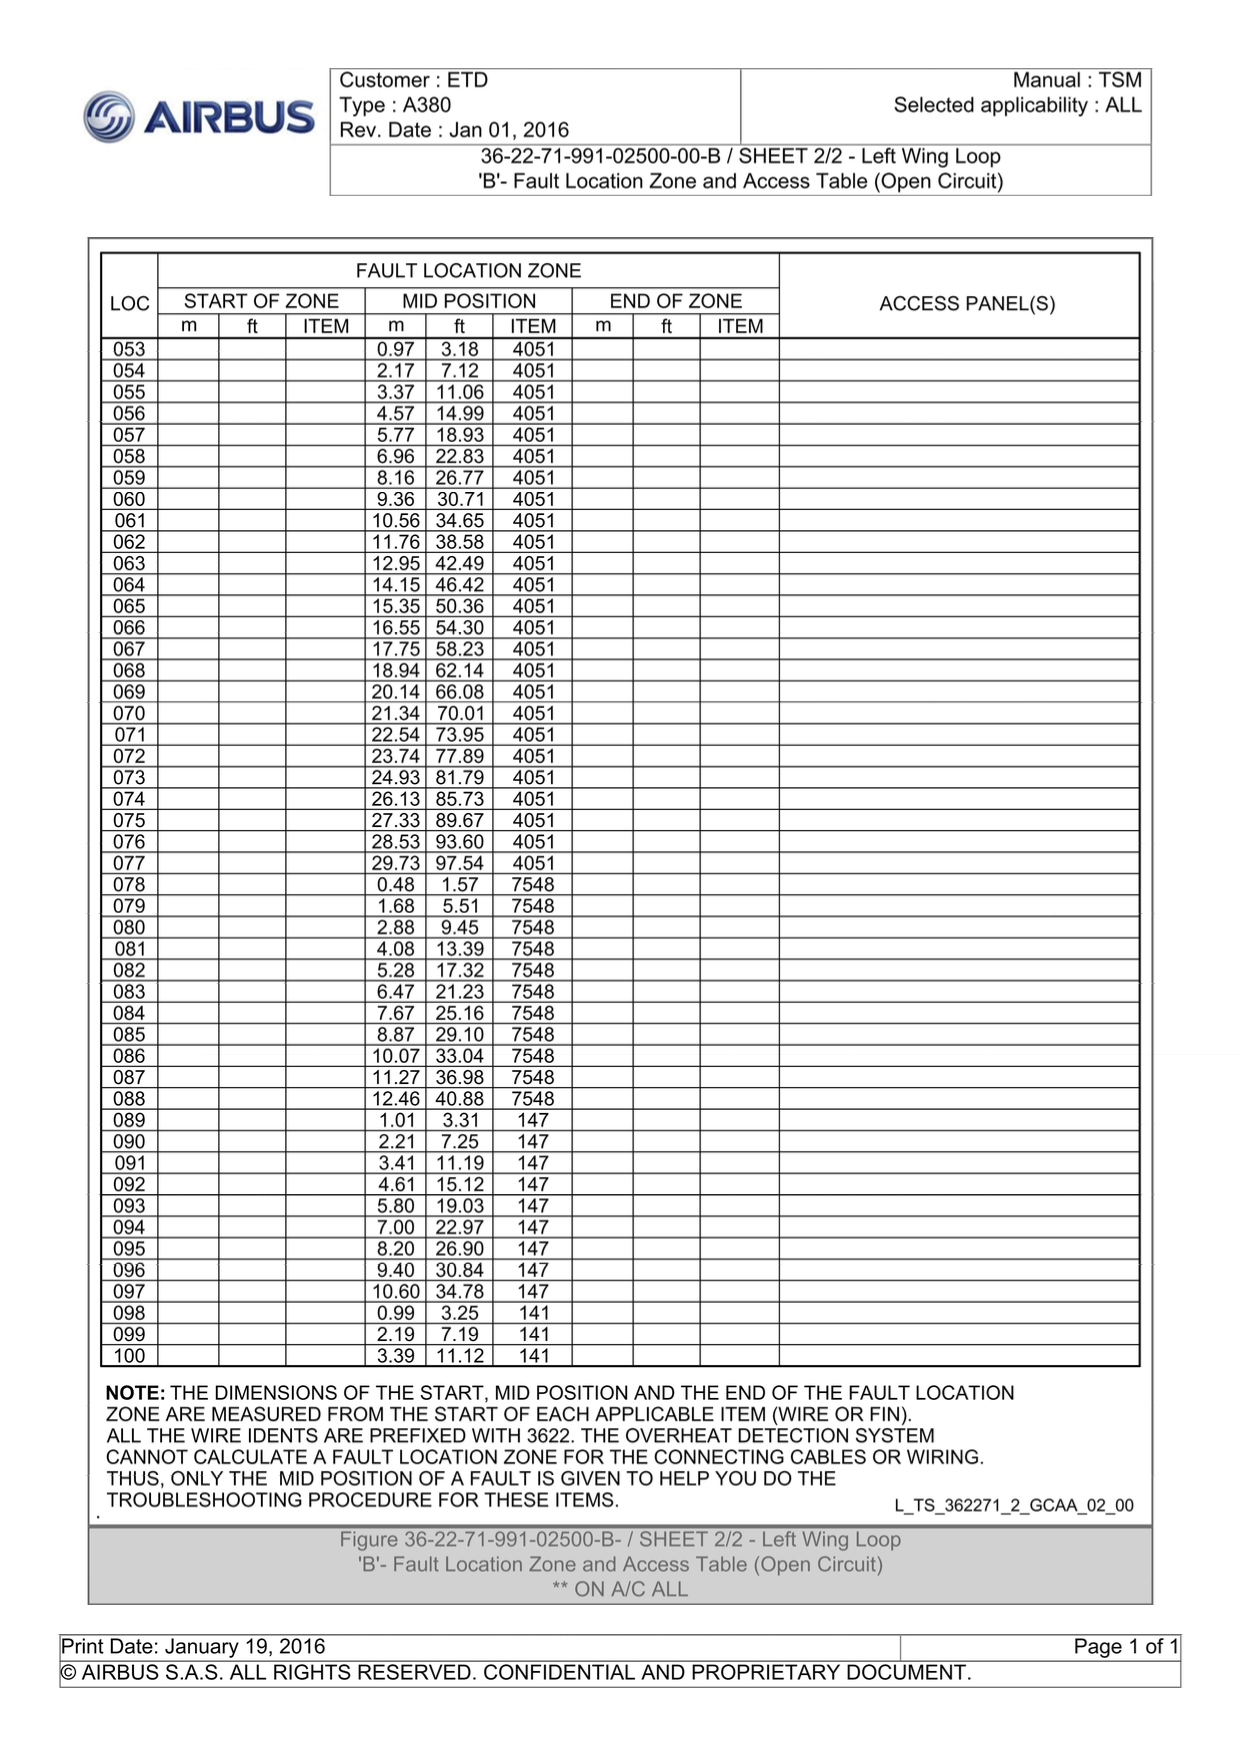 AIRBUS
Customer : ETD
Type : A380
Rev. Date : Jan 01, 2016
Manual : TSM
Selected applicability : ALL
36-22-71-991-02500-00-B / SHEET 2/2 - Left Wing Loop
'B'- Fault Location Zone and Access Table (Open Circuit)
FAULT LOCATION ZONE
LOC START OF ZONE MID POSITION END OF ZONE ACCESS PANEL(S)
m ft ITEM m ft ITEM m ft ITEM
053 0.97 3.18 4051
054 2.17 7.12 4051
055 3.37 11.06 4051
056 4.57 14.99 4051
057 5.77 18.93 4051
058 6.96 22.83 4051
059 8.16 26.77 4051
060 9.36 30.71 4051
061 10.56 34.65 4051
062 11.76 38.58 4051
063 12.95 42.49 4051
064 14.15 46.42 4051
065 15.35 50.36 4051
066 16.55 54.30 4051
067 17.75 58.23 4051
068 18.94 62.14 4051
069 20.14 66.08 4051
070 21.34 70.01 4051
071 22.54 73.95 4051
072 23.74 77.89 4051
073 24.93 81.79 4051
074 26.13 85.73 4051
075 27.33 89.67 4051
076 28.53 93.60 4051
077 29.73 97.54 4051
078 0.48 1.57 7548
079 1.68 5.51 7548
080 2.88 9.45 7548
081 4.08 13.39 7548
082 5.28 17.32 7548
083 6.47 21.23 7548
084 7.67 25.16 7548
085 8.87 29.10 7548
086 10.07 33.04 7548
087 11.27 36.98 7548
088 12.46 40.88 7548
089 1.01 3.31 147
090 2.21 7.25 147
091 3.41 11.19 147
092 4.61 15.12 147
093 5.80 19.03 147
094 7.00 22.97 147
095 8.20 26.90 147
096 9.40 30.84 147
097 10.60 34.78 147
098 0.99 3.25 141
099 2.19 7.19 141
100 3.39 11.12 141
NOTE: THE DIMENSIONS OF THE START, MID POSITION AND THE END OF THE FAULT LOCATION
ZONE ARE MEASURED FROM THE START OF EACH APPLICABLE ITEM (WIRE OR FIN).
ALL THE WIRE IDENTS ARE PREFIXED WITH 3622. THE OVERHEAT DETECTION SYSTEM
CANNOT CALCULATE A FAULT LOCATION ZONE FOR THE CONNECTING CABLES OR WIRING.
THUS, ONLY THE MID POSITION OF A FAULT IS GIVEN TO HELP YOU DO THE
TROUBLESHOOTING PROCEDURE FOR THESE ITEMS.
L_TS_362271_2_GCAA_02_00
Figure 36-22-71-991-02500-B- / SHEET 2/2 - Left Wing Loop
'B'- Fault Location Zone and Access Table (Open Circuit)
** ON A/C ALL
Print Date: January 19, 2016
Page 1 of 1
© AIRBUS S.A.S. ALL RIGHTS RESERVED. CONFIDENTIAL AND PROPRIETARY DOCUMENT.